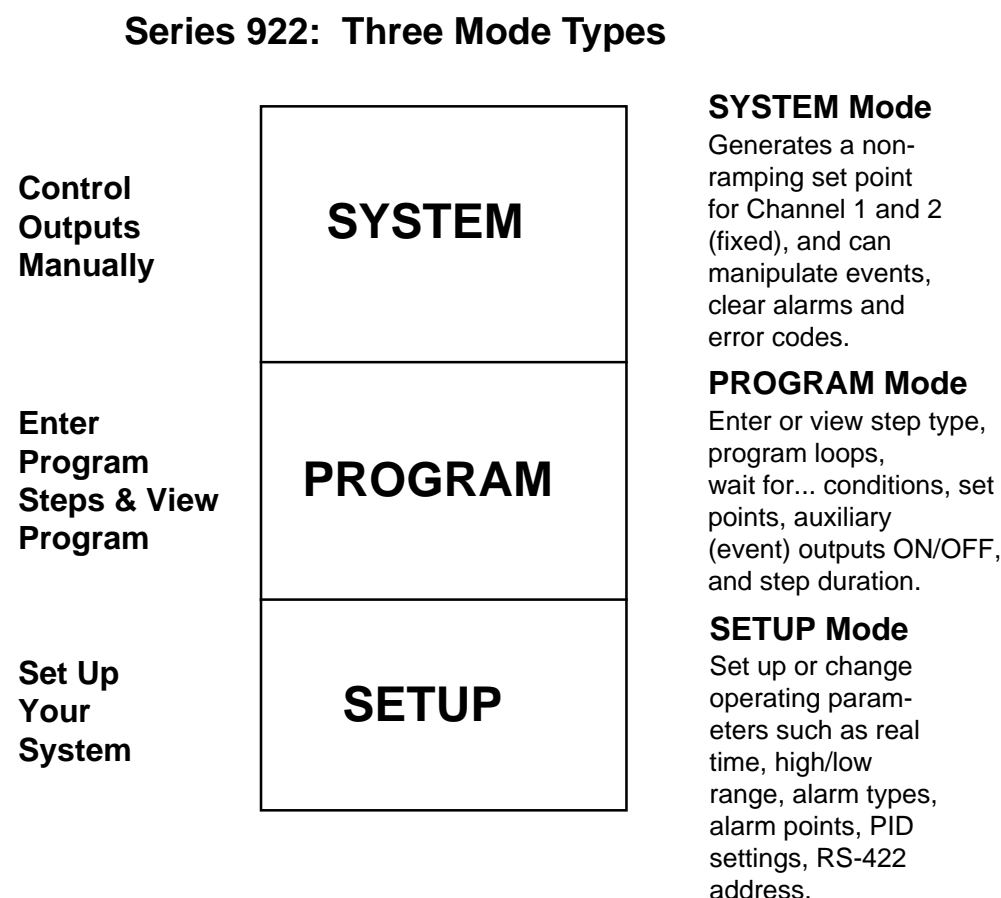 Series 922:  Three Mode Types
Control
Outputs
Manually
SYSTEM
SYSTEM Mode
Generates a non-
ramping set point
for Channel 1 and 2
(fixed), and can
manipulate events,
clear alarms and
error codes.
Enter
Program
Steps & View
Program
PROGRAM
PROGRAM Mode
Enter or view step type,
program loops,
wait for... conditions, set
points, auxiliary
(event) outputs ON/OFF,
and step duration.
Set Up
Your
System
SETUP
SETUP Mode
Set up or change
operating param-
eters such as real
time, high/low
range, alarm types,
alarm points, PID
settings, RS-422
address.